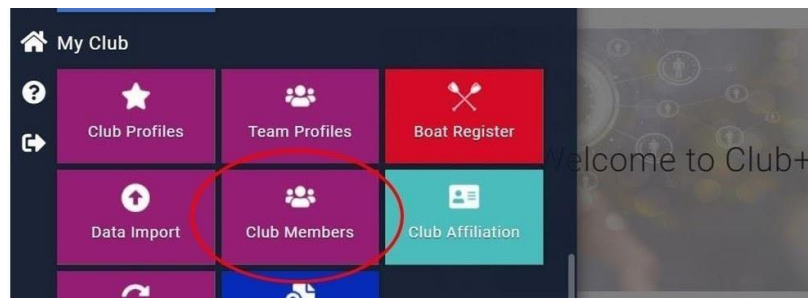 My Club
Club Profiles
Team Profiles
Boat Register
Welcome to Club+
Data Import
Club Members
Club Affiliation